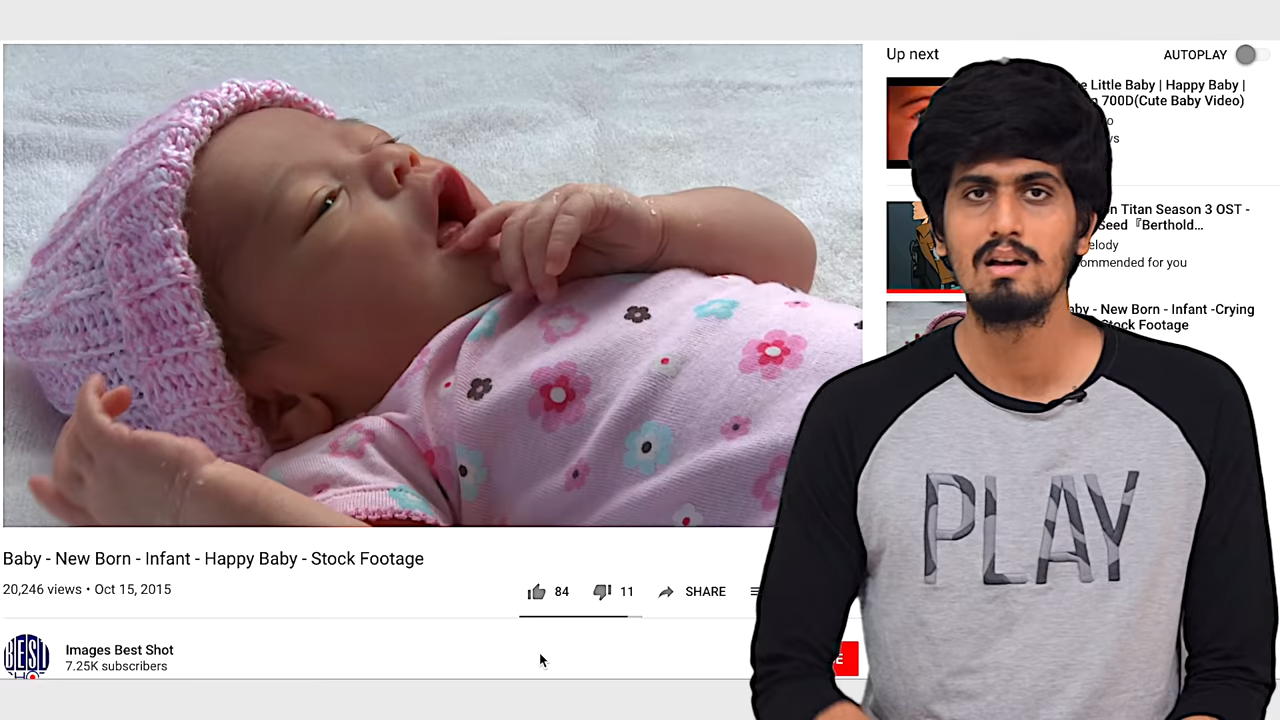 Up next
AUTOPLAY
Little Baby | Happy Baby |
700D(Cute Baby Video)
Titan Season 3 OST -
Seed『Berthold...
ommended for you
New Born - Infant -Crying
Stock Footage
PLAY
Baby - New Born - Infant - Happy Baby - Stock Footage
20,246 views • Oct 15, 2015
84
11
SHARE
BEST
Images Best Shot
7.25K subscribers